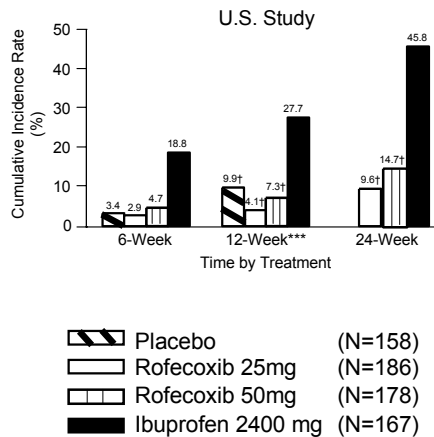 U.S. Study
Cumulative Incidence Rate
(%)
50
40
30
20
10
0
3.4 2.9 4.7 18.8
9.9† 4.1† 7.3† 27.7
9.6† 14.7† 45.8
6-Week 12-Week*** 24-Week
Time by Treatment
Placebo (N=158)
Rofecoxib 25mg (N=186)
Rofecoxib 50mg (N=178)
Ibuprofen 2400 mg (N=167)